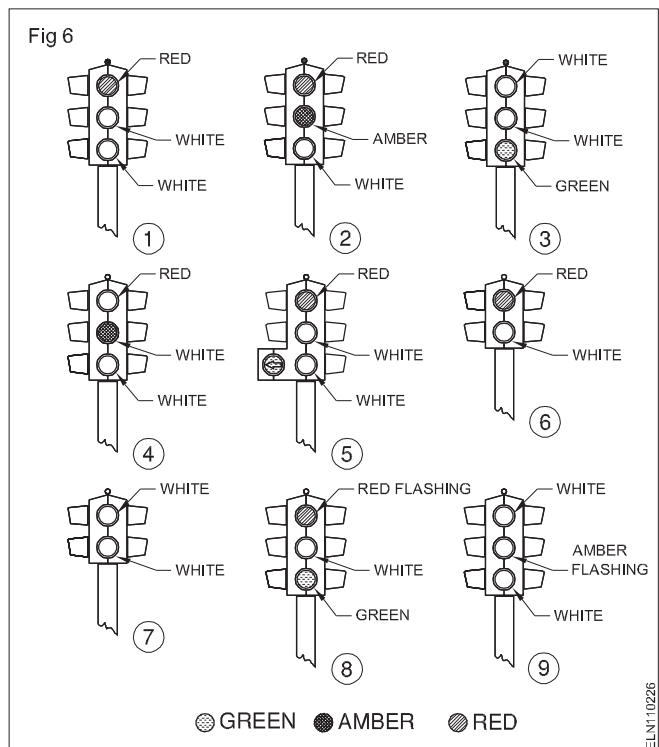 Fig 6
RED
WHITE
WHITE
1
RED
AMBER
WHITE
2
WHITE
WHITE
GREEN
3
RED
WHITE
WHITE
4
RED
WHITE
WHITE
5
RED
WHITE
6
WHITE
WHITE
7
RED FLASHING
WHITE
GREEN
8
WHITE
AMBER
FLASHING
WHITE
9
GREEN AMBER RED
ELN110226